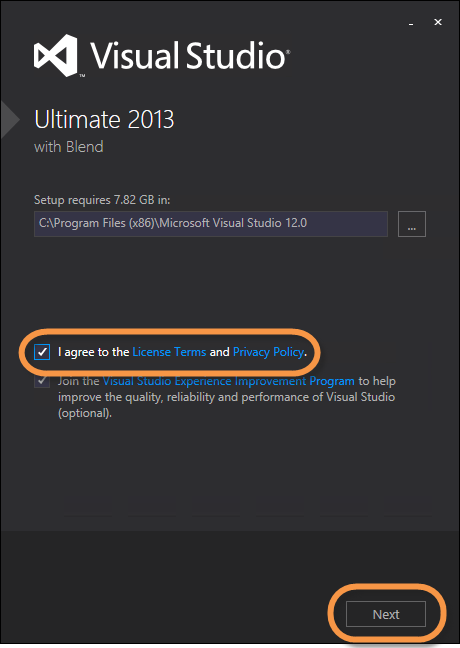 Visual Studio®
™
Ultimate 2013
with Blend
Setup requires 7.82 GB in:
C:\Program Files (x86)\Microsoft Visual Studio 12.0
...
I agree to the License Terms and Privacy Policy.
Join the Visual Studio Experience Improvement Program to help
improve the quality, reliability and performance of Visual Studio
(optional).
Next